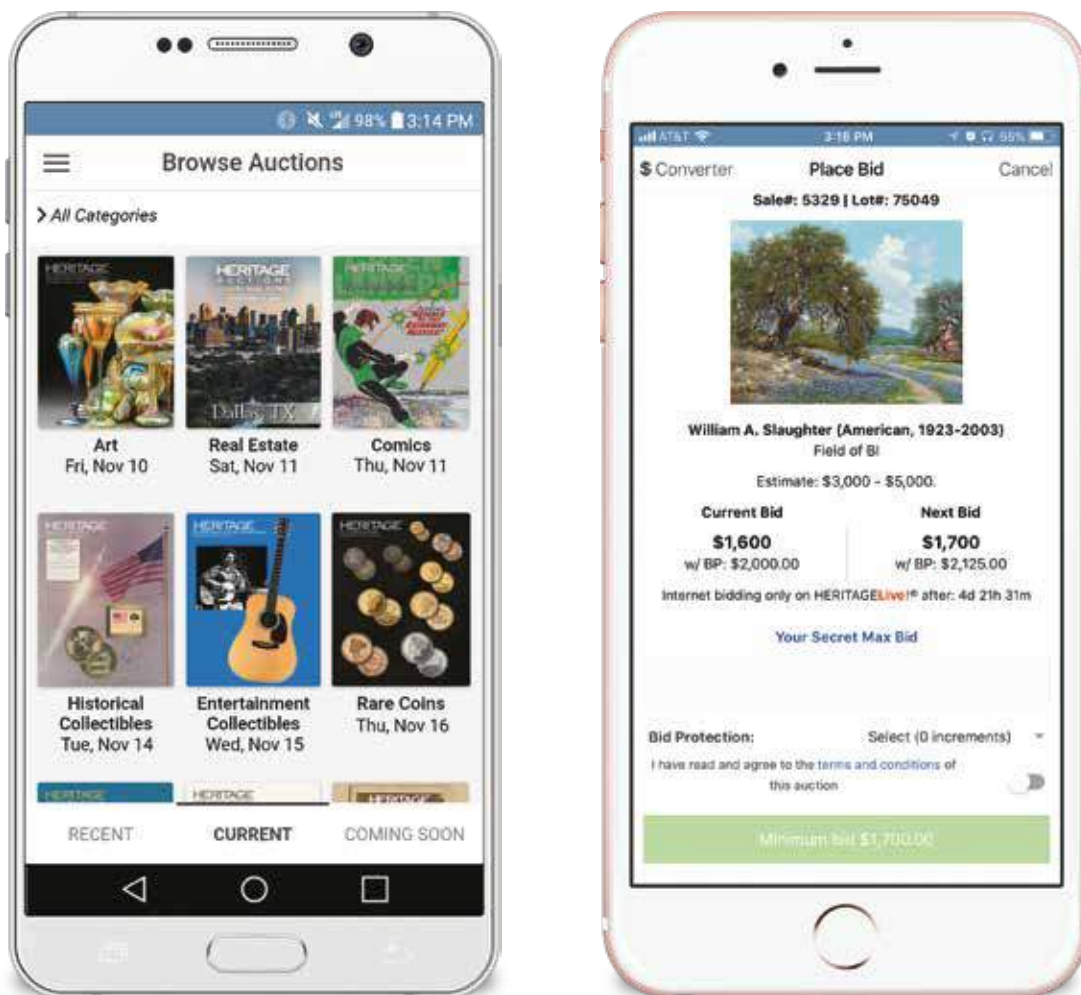 98% 3:14 PM
Browse Auctions
All Categories
HERITAGE
HERITAGE
AUCTIONS
Dallas, TX
Art
Fri, Nov 10
Real Estate
Sat, Nov 11
Comics
Thu, Nov 11
HERITAGE
HERITAGE
HERITAGE
Historical
Collectibles
Tue, Nov 14
Entertainment
Collectibles
Wed, Nov 15
Rare Coins
Thu, Nov 16
HERITAGE
HERITAGE
HERITAGE
RECENT CURRENT COMING SOON
AT&T 3:16 PM 55%
$ Converter Place Bid Cancel
Sale#: 5329 | Lot#: 75049
William A. Slaughter (American, 1923-2003)
Field of Bl
Estimate: $3,000 - $5,000.
Current Bid Next Bid
$1,600 $1,700
w/ BP: $2,000.00 w/ BP: $2,125.00
Internet bidding only on HERITAGELive!® after: 4d 21h 31m
Your Secret Max Bid
Bid Protection: Select (0 increments)
I have read and agree to the terms and conditions of
this auction
Minimum bid $1,700.00